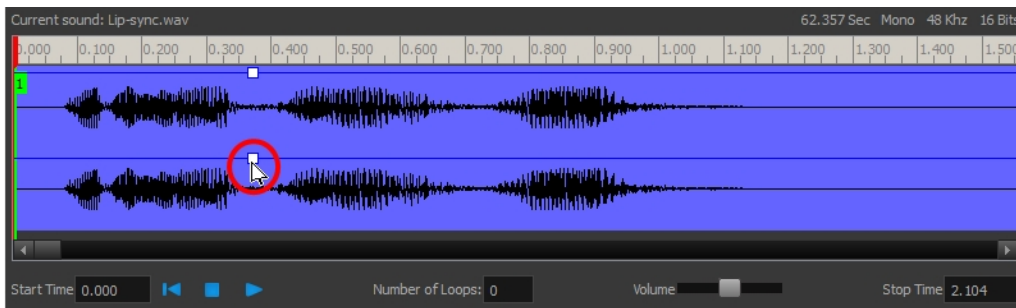 Current sound: Lip-sync.wav 62.357 Sec Mono 48 Khz 16 Bits
0.000 0.100 0.200 0.300 0.400 0.500 0.600 0.700 0.800 0.900 1.000 1.100 1.200 1.300 1.400 1.500
1
Start Time 0.000 Number of Loops: 0 Volume Stop Time 2.104